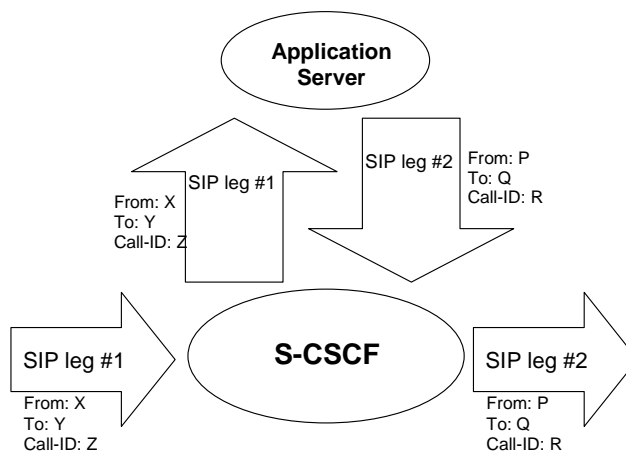 Application
Server
SIP leg #1
From: X
To: Y
Call-ID: Z
SIP leg #2
From: P
To: Q
Call-ID: R
SIP leg #1
From: X
To: Y
Call-ID: Z
S-CSCF
SIP leg #2
From: P
To: Q
Call-ID: R